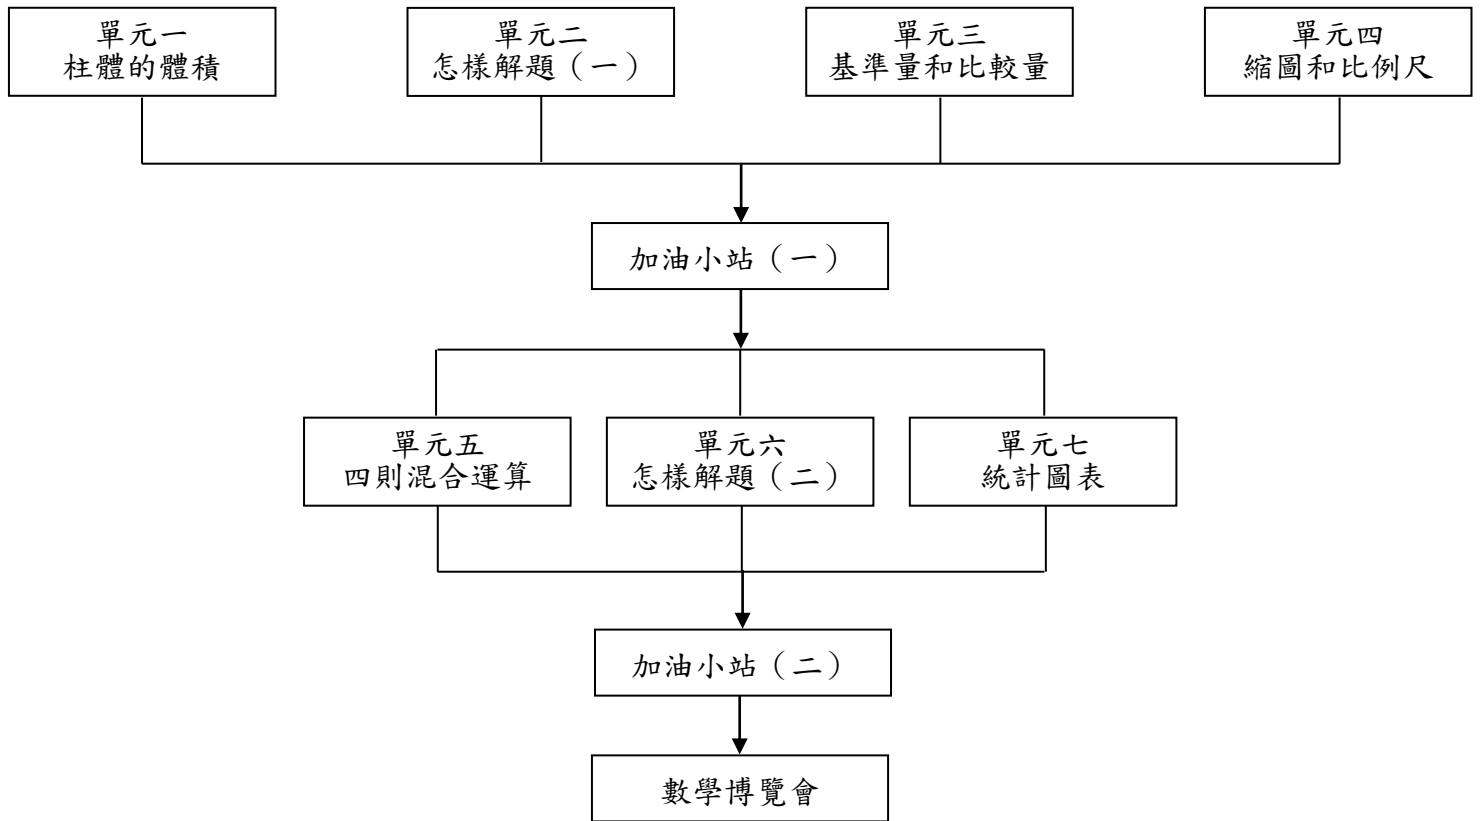 單元一
柱體的體積
單元二
怎樣解題（一）
單元三
基準量和比較量
單元四
縮圖和比例尺
加油小站（一）
單元五
四則混合運算
單元六
怎樣解題（二）
單元七
統計圖表
加油小站（二）
數學博覽會